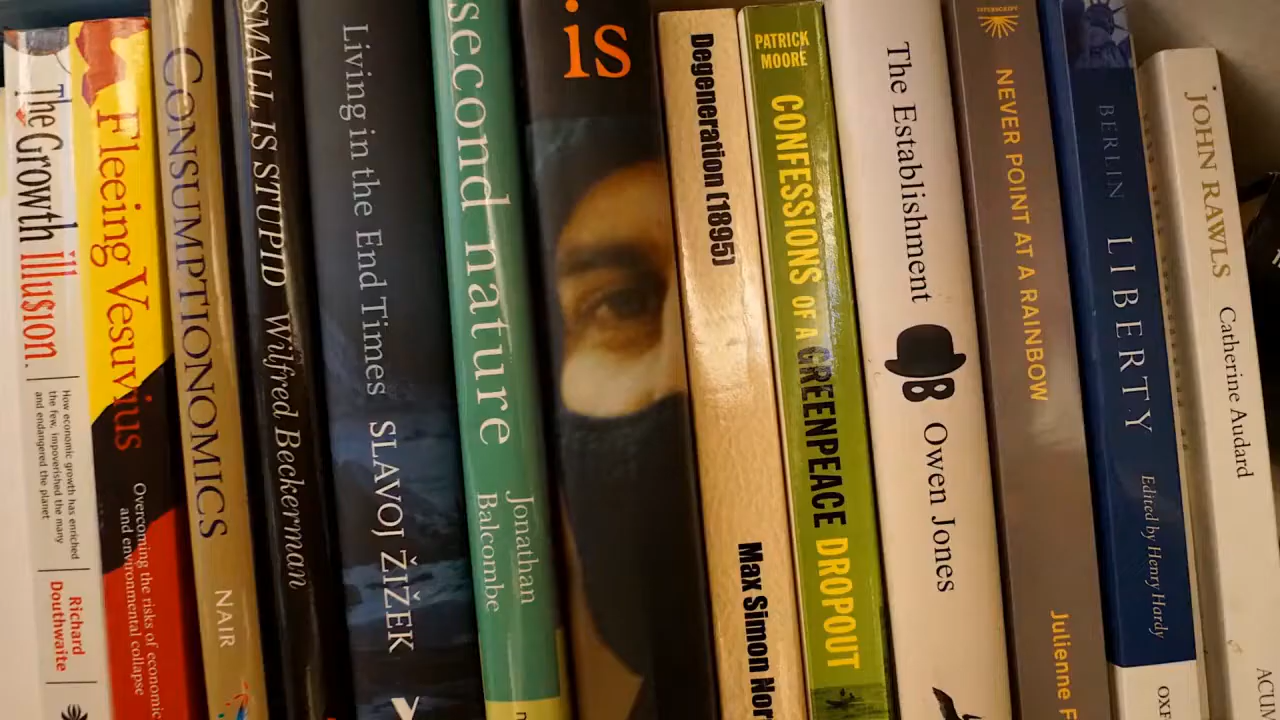 The Growth Illusion.
How economic growth has enriched
the few, impoverished the many
and endangered the planet
Richard
Douthwaite
Fleeing Vesuvius
Overcoming the risks of economic
and environmental collapse
CONSUMPTIONOMICS
NAIR
SMALL IS STUPID Wilfred Beckerman
Living in the End Times SLAVOJ ŽIŽEK
second nature
Jonathan
Balcombe
is
Degeneration (1895)
Max Simon Nor
PATRICK
MOORE
CONFESSIONS OF A GREENPEACE DROPOUT
The Establishment
Owen Jones
NEVER POINT AT A RAINBOW
Julienne F
BERLIN
LIBERTY
Edited by Henry Hardy
OXF
JOHN RAWLS
Catherine Audard
ACUM